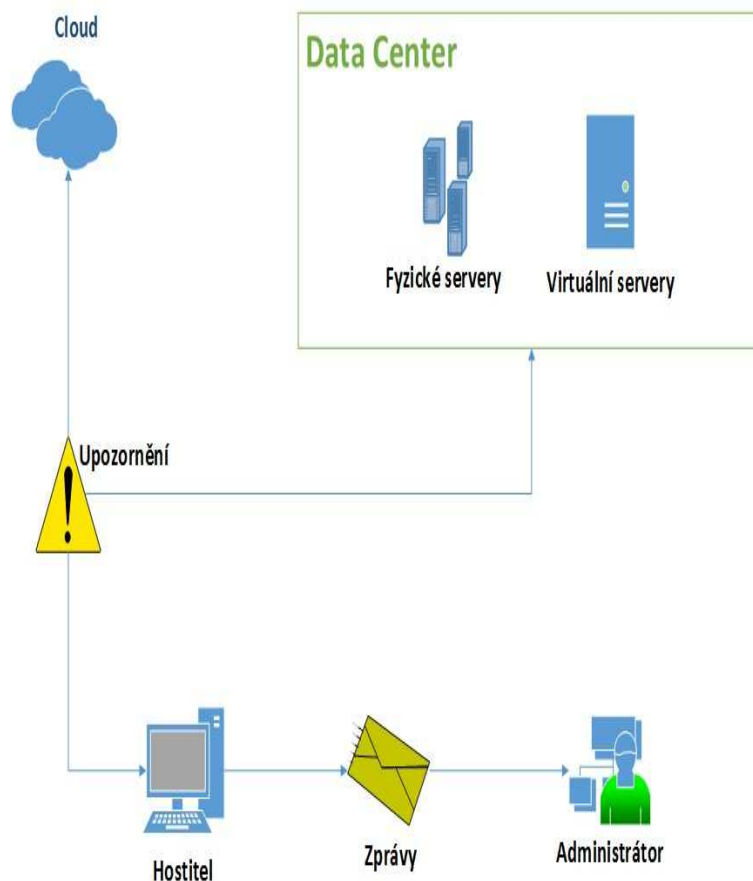 Cloud
Data Center
Fyzické servery
Virtuální servery
Upozornění
Hostitel
Zprávy
Administrátor